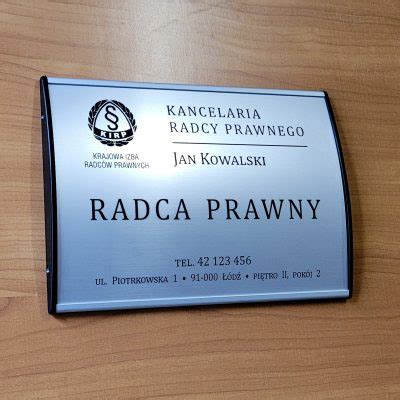 §
KIRP
KRAJOWA IZBA
RADCÓW PRAWNYCH
KANCELARIA
RADCY PRAWNEGO
JAN KOWALSKI
RADCA PRAWNY
TEL. 42 123 456
UL. PIOTRKOWSKA 1 • 91-000 ŁÓDŹ • PIĘTRO II, POKÓJ 2